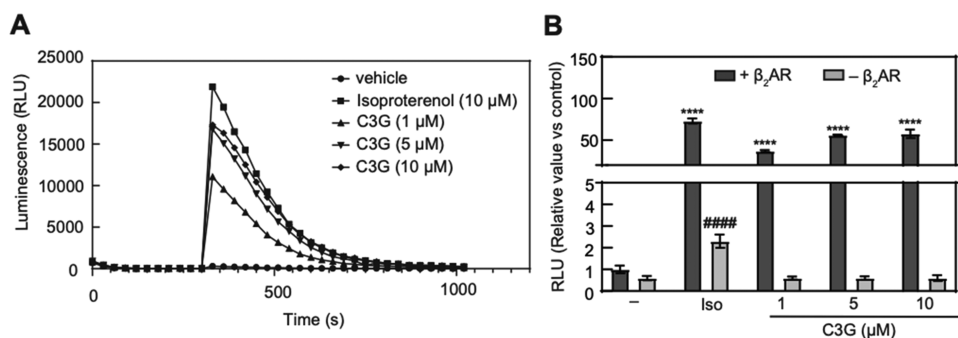 A
Luminescence (RLU)
25000
20000
15000
10000
5000
0
vehicle
Isoproterenol (10 µM)
C3G (1 µM)
C3G (5 µM)
C3G (10 µM)
0
500
1000
Time (s)
B
RLU (Relative value vs control)
150
100
50
5
4
3
2
1
0
+ β₂AR
– β₂AR
****
****
****
****
####
–
Iso
1
5
10
C3G (µM)